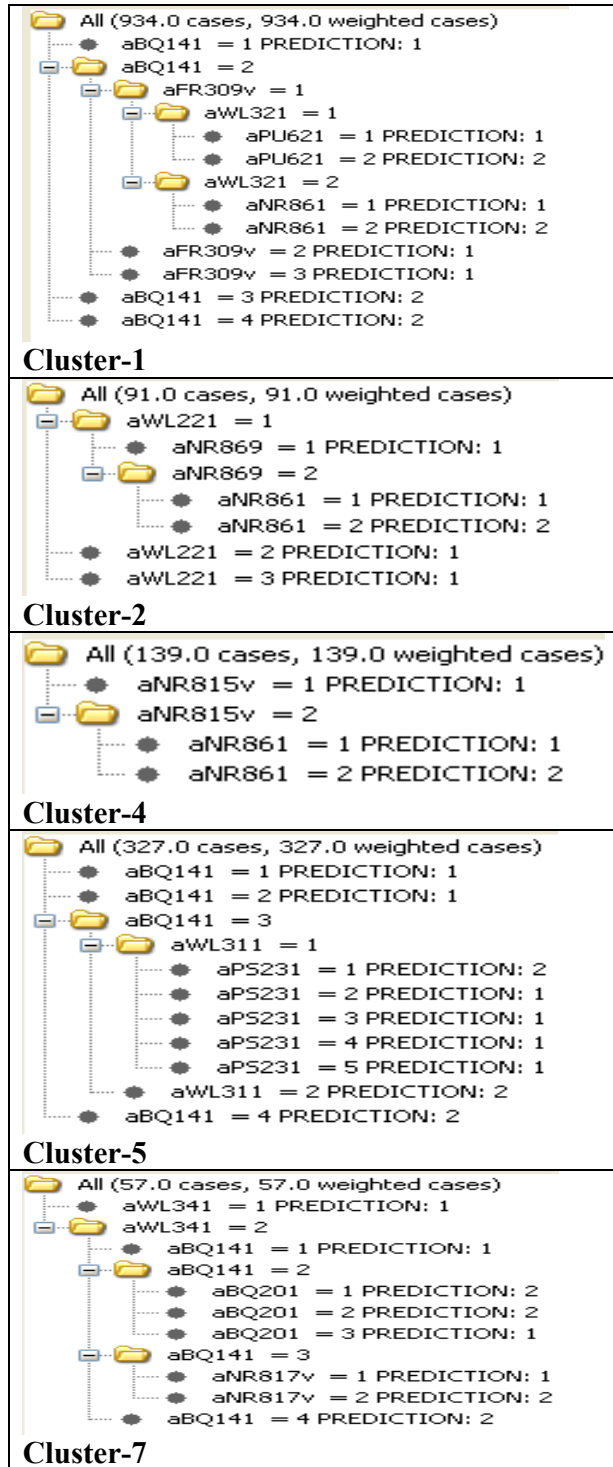 All (934.0 cases, 934.0 weighted cases)
aBQ141 = 1 PREDICTION: 1
aBQ141 = 2
aFR309v = 1
aWL321 = 1
aPU621 = 1 PREDICTION: 1
aPU621 = 2 PREDICTION: 2
aWL321 = 2
aNR861 = 1 PREDICTION: 1
aNR861 = 2 PREDICTION: 2
aFR309v = 2 PREDICTION: 1
aFR309v = 3 PREDICTION: 1
aBQ141 = 3 PREDICTION: 2
aBQ141 = 4 PREDICTION: 2
Cluster-1
All (91.0 cases, 91.0 weighted cases)
aWL221 = 1
aNR869 = 1 PREDICTION: 1
aNR869 = 2
aNR861 = 1 PREDICTION: 1
aNR861 = 2 PREDICTION: 2
aWL221 = 2 PREDICTION: 1
aWL221 = 3 PREDICTION: 1
Cluster-2
All (139.0 cases, 139.0 weighted cases)
aNR815v = 1 PREDICTION: 1
aNR815v = 2
aNR861 = 1 PREDICTION: 1
aNR861 = 2 PREDICTION: 2
Cluster-4
All (327.0 cases, 327.0 weighted cases)
aBQ141 = 1 PREDICTION: 1
aBQ141 = 2 PREDICTION: 1
aBQ141 = 3
aWL311 = 1
aPS231 = 1 PREDICTION: 2
aPS231 = 2 PREDICTION: 1
aPS231 = 3 PREDICTION: 1
aPS231 = 4 PREDICTION: 1
aPS231 = 5 PREDICTION: 1
aWL311 = 2 PREDICTION: 2
aBQ141 = 4 PREDICTION: 2
Cluster-5
All (57.0 cases, 57.0 weighted cases)
aWL341 = 1 PREDICTION: 1
aWL341 = 2
aBQ141 = 1 PREDICTION: 1
aBQ141 = 2
aBQ201 = 1 PREDICTION: 2
aBQ201 = 2 PREDICTION: 2
aBQ201 = 3 PREDICTION: 1
aBQ141 = 3
aNR817v = 1 PREDICTION: 1
aNR817v = 2 PREDICTION: 2
aBQ141 = 4 PREDICTION: 2
Cluster-7